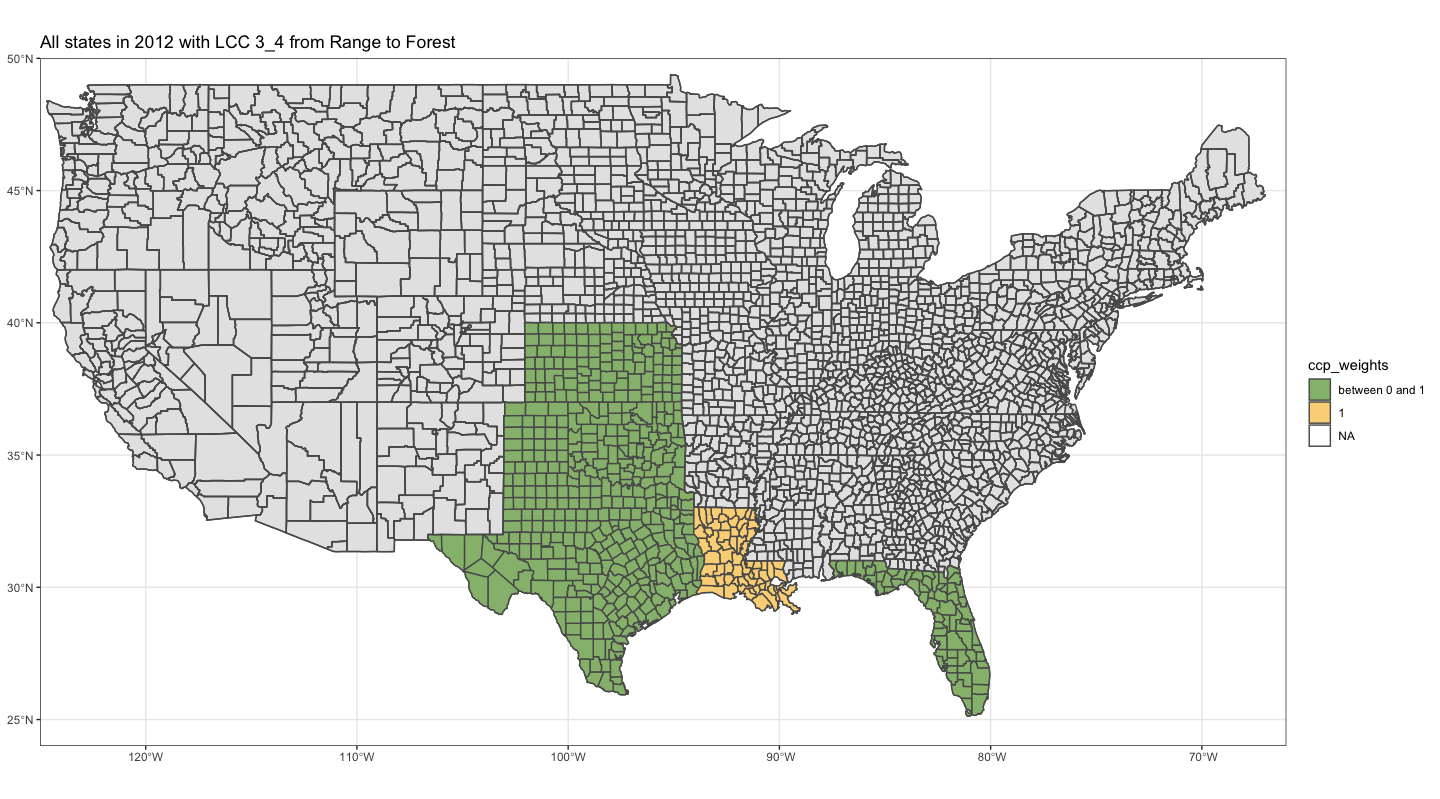 All states in 2012 with LCC 3_4 from Range to Forest
50°N
45°N
40°N
35°N
30°N
25°N
120°W
110°W
100°W
90°W
80°W
70°W
ccp_weights
between 0 and 1
1
NA